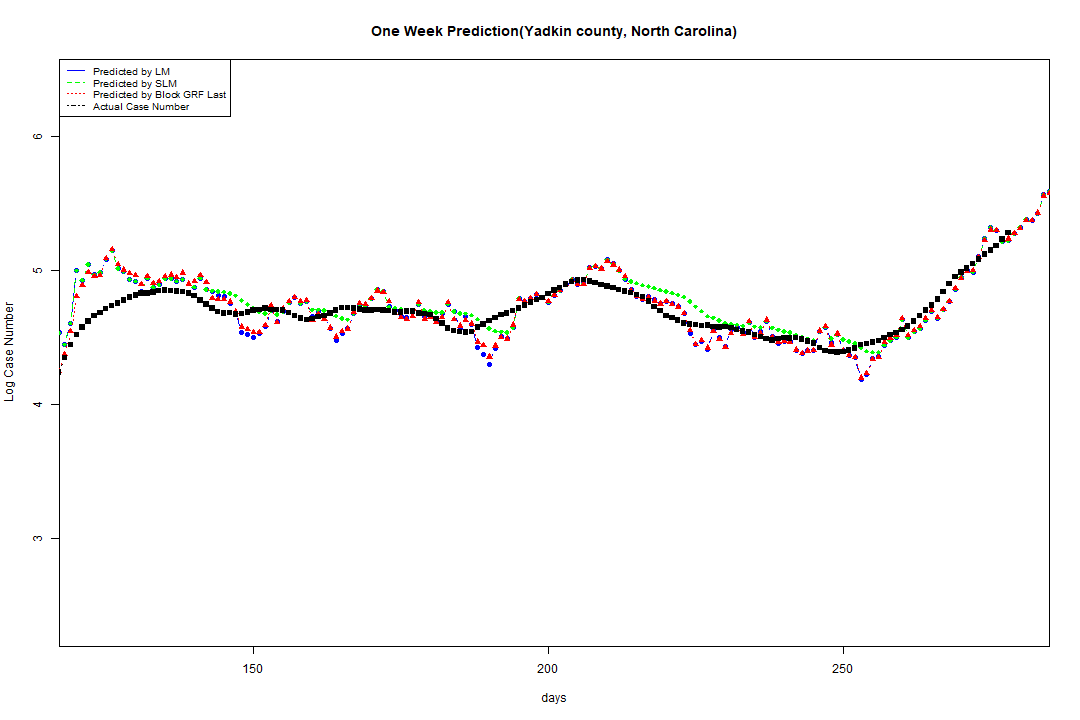 One Week Prediction(Yadkin county, North Carolina)
Predicted by LM
Predicted by SLM
Predicted by Block GRF Last
Actual Case Number
Log Case Number
6
5
4
3
150
200
250
days